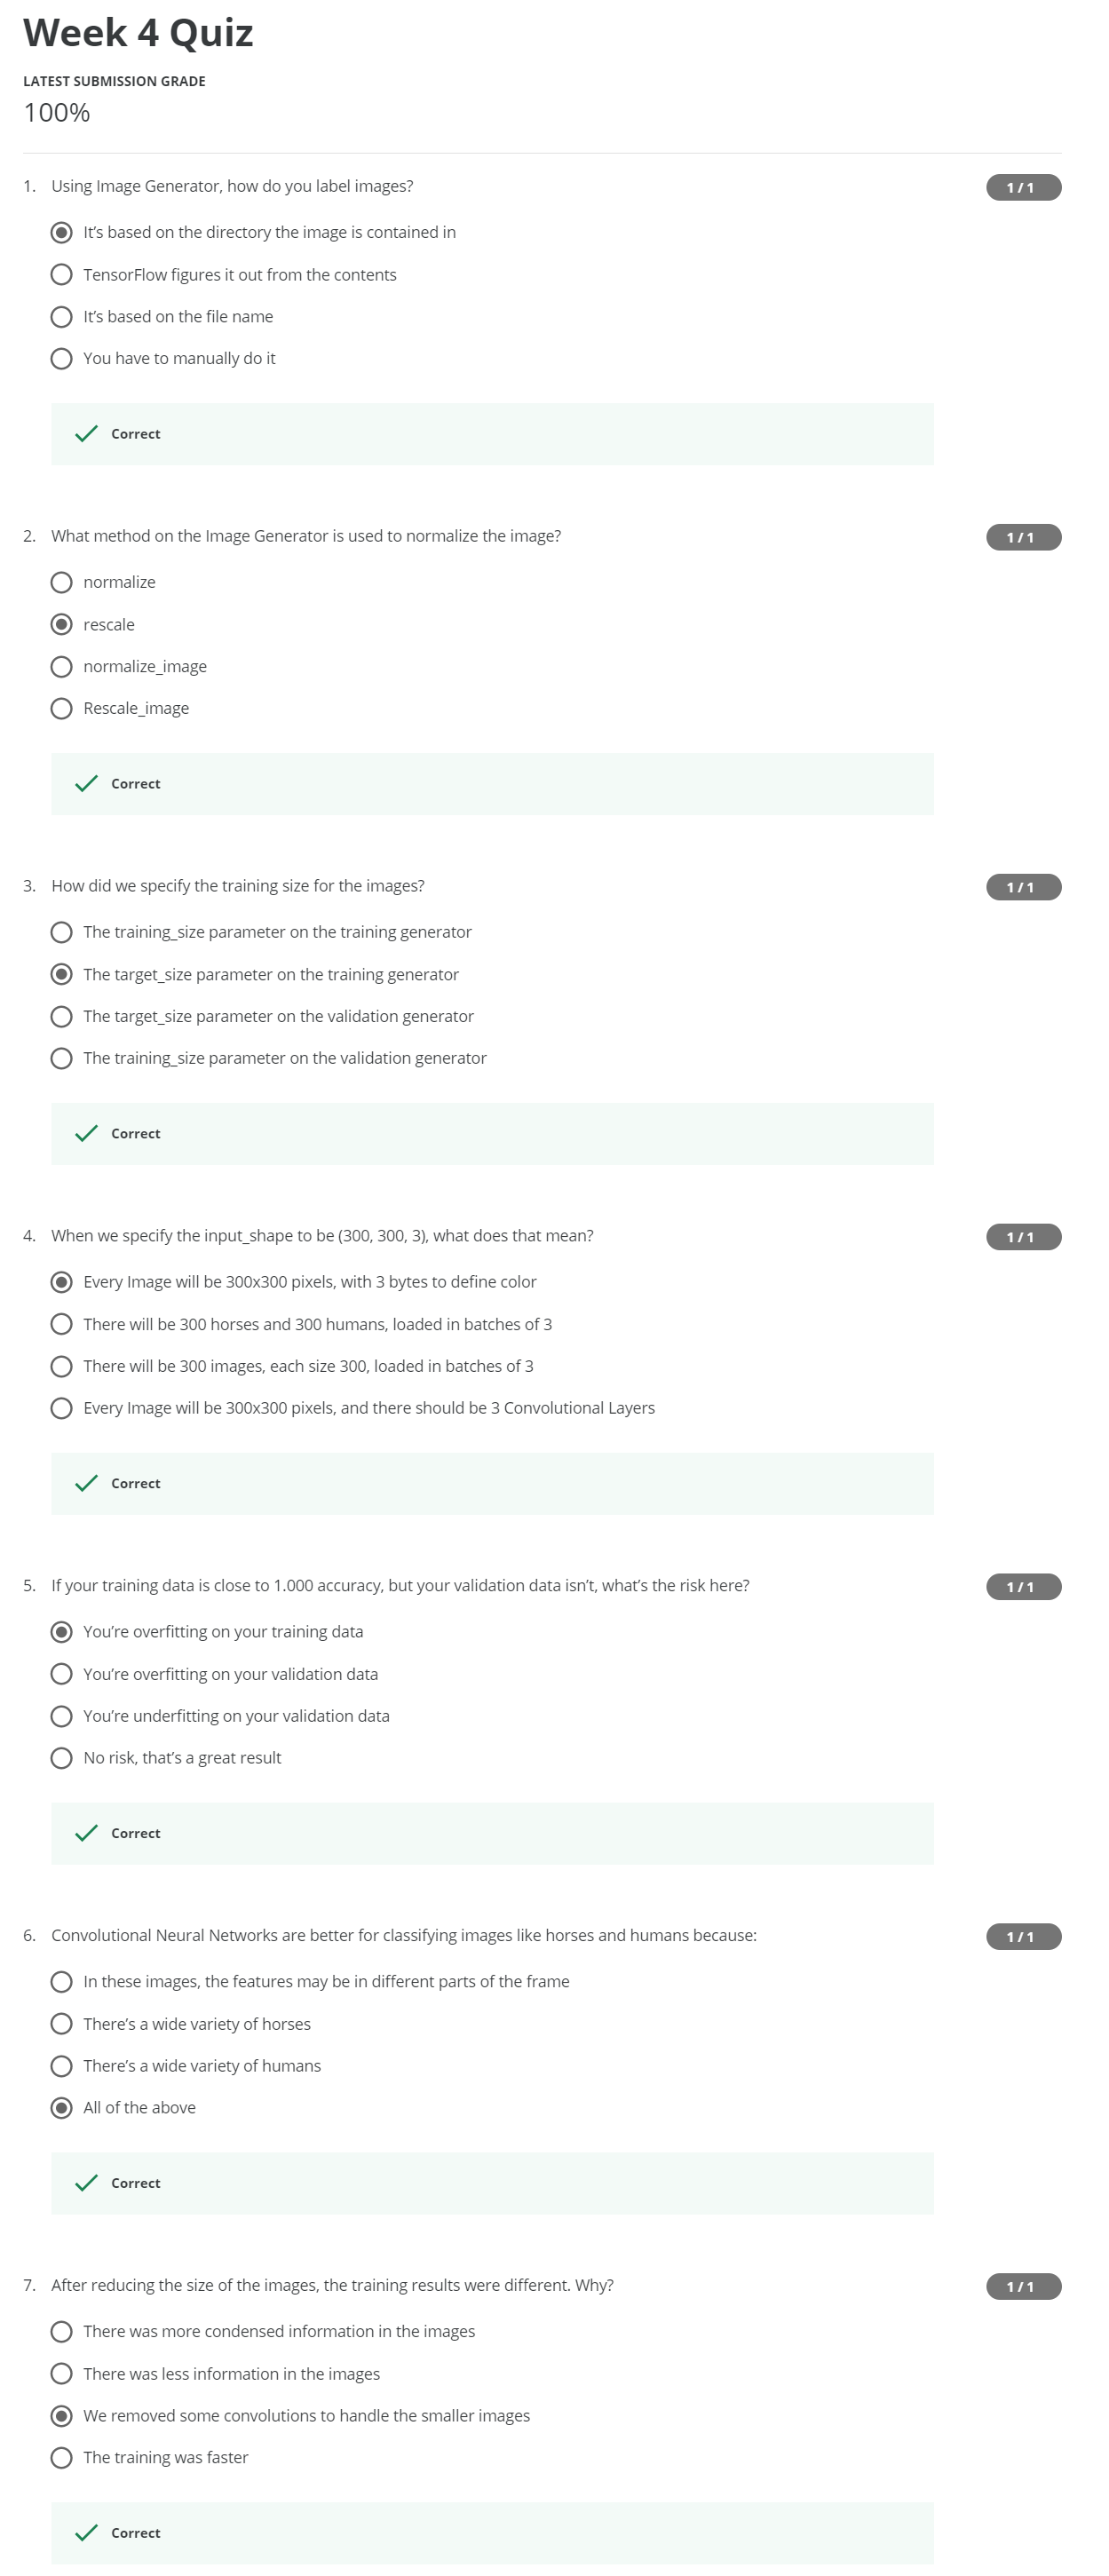 Week 4 Quiz
LATEST SUBMISSION GRADE
100%
1. Using Image Generator, how do you label images?
1 / 1
It’s based on the directory the image is contained in
TensorFlow figures it out from the contents
It’s based on the file name
You have to manually do it
Correct
2. What method on the Image Generator is used to normalize the image?
1 / 1
normalize
rescale
normalize_image
Rescale_image
Correct
3. How did we specify the training size for the images?
1 / 1
The training_size parameter on the training generator
The target_size parameter on the training generator
The target_size parameter on the validation generator
The training_size parameter on the validation generator
Correct
4. When we specify the input_shape to be (300, 300, 3), what does that mean?
1 / 1
Every Image will be 300x300 pixels, with 3 bytes to define color
There will be 300 horses and 300 humans, loaded in batches of 3
There will be 300 images, each size 300, loaded in batches of 3
Every Image will be 300x300 pixels, and there should be 3 Convolutional Layers
Correct
5. If your training data is close to 1.000 accuracy, but your validation data isn’t, what’s the risk here?
1 / 1
You’re overfitting on your training data
You’re overfitting on your validation data
You’re underfitting on your validation data
No risk, that’s a great result
Correct
6. Convolutional Neural Networks are better for classifying images like horses and humans because:
1 / 1
In these images, the features may be in different parts of the frame
There’s a wide variety of horses
There’s a wide variety of humans
All of the above
Correct
7. After reducing the size of the images, the training results were different. Why?
1 / 1
There was more condensed information in the images
There was less information in the images
We removed some convolutions to handle the smaller images
The training was faster
Correct